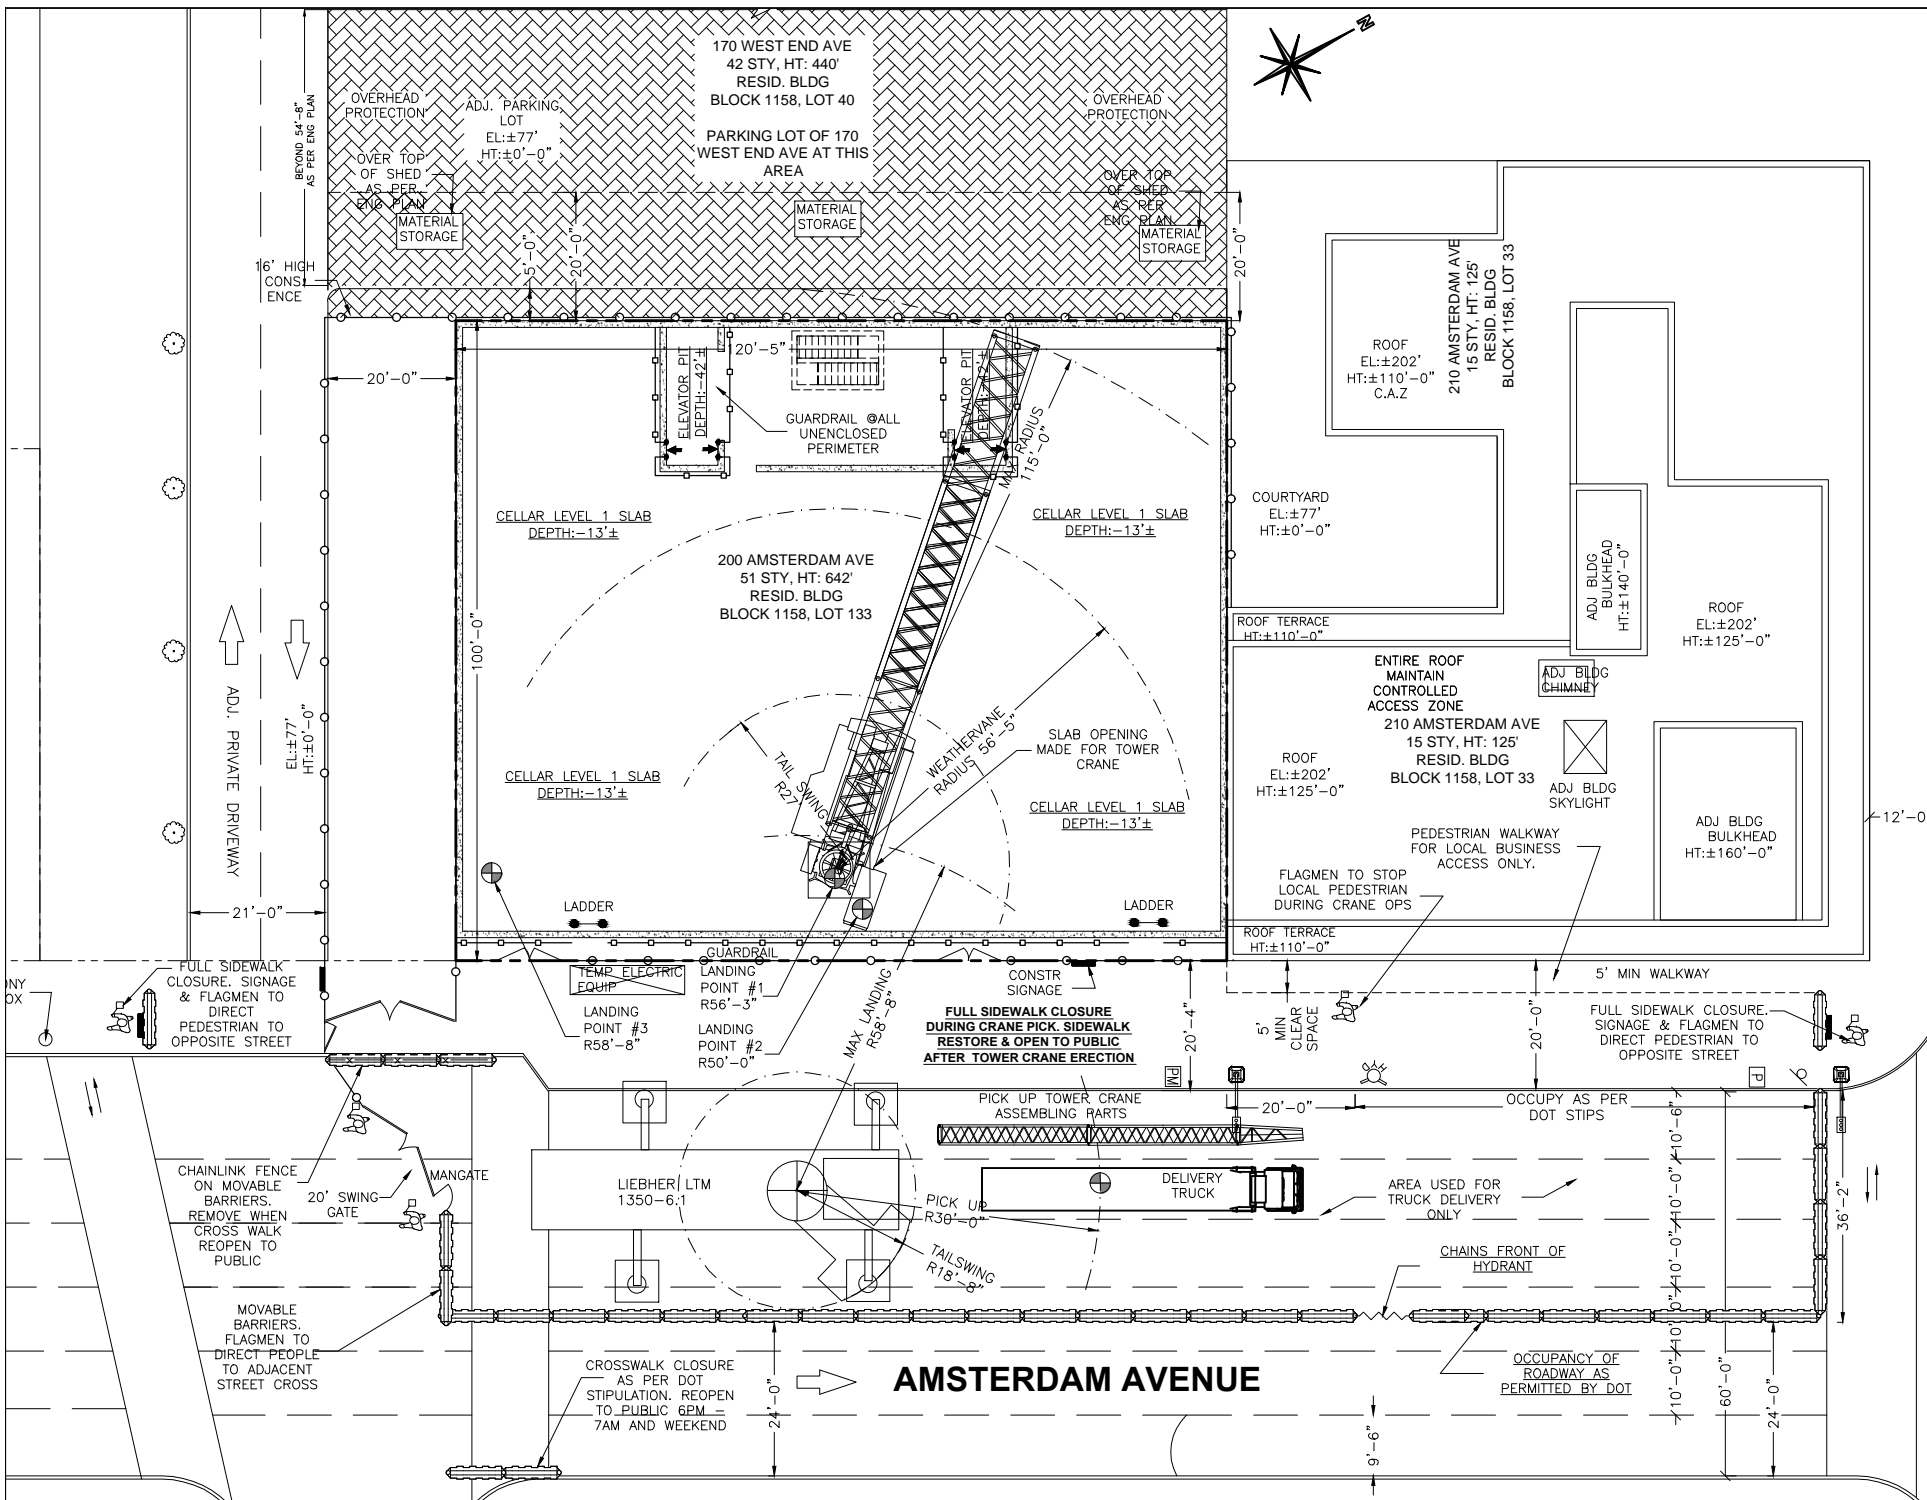 170 WEST END AVE
42 STY, HT: 440'
RESID. BLDG
BLOCK 1158, LOT 40
PARKING LOT OF 170
WEST END AVE AT THIS
AREA
N
BEYOND 54'-8"
AS PER ENG PLAN
OVERHEAD
PROTECTION
ADJ. PARKING
LOT
EL:±77'
HT:±0'-0"
OVER TOP
OF SHED
AS PER
ENG PLAN
MATERIAL
STORAGE
MATERIAL
STORAGE
OVERHEAD
PROTECTION
OVER TOP
OF SHED
AS PER
ENG PLAN
MATERIAL
STORAGE
5'-0"
20'-0"
20'-0"
16' HIGH
CONS
ENCE
20'-0"
120'-5"
100'-0"
ELEVATOR PIT
DEPTH:-42'±
GUARDRAIL @ALL
UNENCLOSED
PERIMETER
ELEVATOR PIT
MAX RADIUS
115'-0"
CELLAR LEVEL 1 SLAB
DEPTH:-13'±
CELLAR LEVEL 1 SLAB
DEPTH:-13'±
200 AMSTERDAM AVE
51 STY, HT: 642'
RESID. BLDG
BLOCK 1158, LOT 133
CELLAR LEVEL 1 SLAB
DEPTH:-13'±
CELLAR LEVEL 1 SLAB
DEPTH:-13'±
TAIL SWING
R27'
WEATHERVANE
RADIUS 56'-5"
SLAB OPENING
MADE FOR TOWER
CRANE
LADDER
LADDER
ROOF
EL:±202'
HT:±110'-0"
C.A.Z
210 AMSTERDAM AVE
15 STY, HT: 125'
RESID. BLDG
BLOCK 1158, LOT 33
COURTYARD
EL:±77'
HT:±0'-0"
ADJ BLDG
BULKHEAD
HT:±140'-0"
ROOF
EL:±202'
HT:±125'-0"
ROOF TERRACE
HT:±110'-0"
ENTIRE ROOF
MAINTAIN
CONTROLLED
ACCESS ZONE
210 AMSTERDAM AVE
15 STY, HT: 125'
RESID. BLDG
BLOCK 1158, LOT 33
ADJ BLDG
CHIMNEY
ADJ BLDG
SKYLIGHT
ROOF
EL:±202'
HT:±125'-0"
ADJ BLDG
BULKHEAD
HT:±160'-0"
12'-0
PEDESTRIAN WALKWAY
FOR LOCAL BUSINESS
ACCESS ONLY.
FLAGMEN TO STOP
LOCAL PEDESTRIAN
DURING CRANE OPS
ROOF TERRACE
HT:±110'-0"
ADJ. PRIVATE DRIVEWAY
EL:±77'
HT:±0'-0"
21'-0"
NY
OX
FULL SIDEWALK
CLOSURE. SIGNAGE
& FLAGMEN TO
DIRECT
PEDESTRIAN TO
OPPOSITE STREET
GUARDRAIL
TEMP ELECTRIC
EQUIP
LANDING
POINT #3
R58'-8"
LANDING
POINT #1
R56'-3"
LANDING
POINT #2
R50'-0"
MAX LANDING
R58'-8"
CONSTR
SIGNAGE
FULL SIDEWALK CLOSURE
DURING CRANE PICK. SIDEWALK
RESTORE & OPEN TO PUBLIC
AFTER TOWER CRANE ERECTION
20'-4"
5'
MIN
CLEAR
SPACE
5' MIN WALKWAY
20'-0"
FULL SIDEWALK CLOSURE.
SIGNAGE & FLAGMEN TO
DIRECT PEDESTRIAN TO
OPPOSITE STREET
PM
P
PICK UP TOWER CRANE
ASSEMBLING PARTS
20'-0"
OCCUPY AS PER
DOT STIPS
CHAINLINK FENCE
ON MOVABLE
BARRIERS.
REMOVE WHEN
CROSS WALK
REOPEN TO
PUBLIC
20' SWING
GATE
MANGATE
LIEBHER LTM
1350-6.1
PICK UP
R30'-0"
TAILSWING
R18'-8"
DELIVERY
TRUCK
AREA USED FOR
TRUCK DELIVERY
ONLY
CHAINS FRONT OF
HYDRANT
10'-6"
10'-0"
10'-0"
10'-0"
36'-2"
MOVABLE
BARRIERS.
FLAGMEN TO
DIRECT PEOPLE
TO ADJACENT
STREET CROSS
CROSSWALK CLOSURE
AS PER DOT
STIPULATION. REOPEN
TO PUBLIC 6PM –
7AM AND WEEKEND
24'-0"
AMSTERDAM AVENUE
OCCUPANCY OF
ROADWAY AS
PERMITTED BY DOT
10'-0"
60'-0"
24'-0"
9'-6"